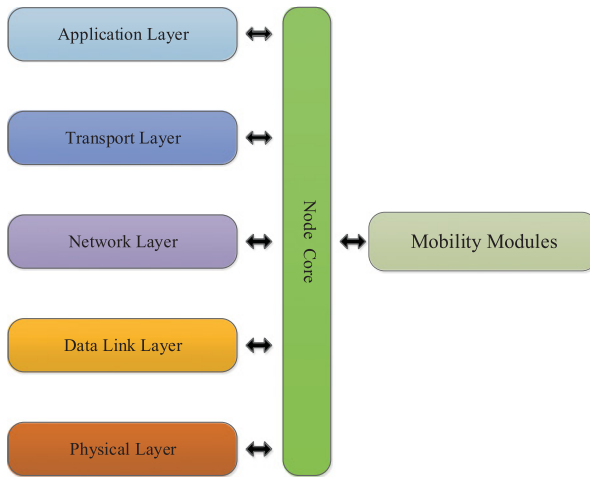 Application Layer
Transport Layer
Network Layer
Data Link Layer
Physical Layer
Node Core
Mobility Modules